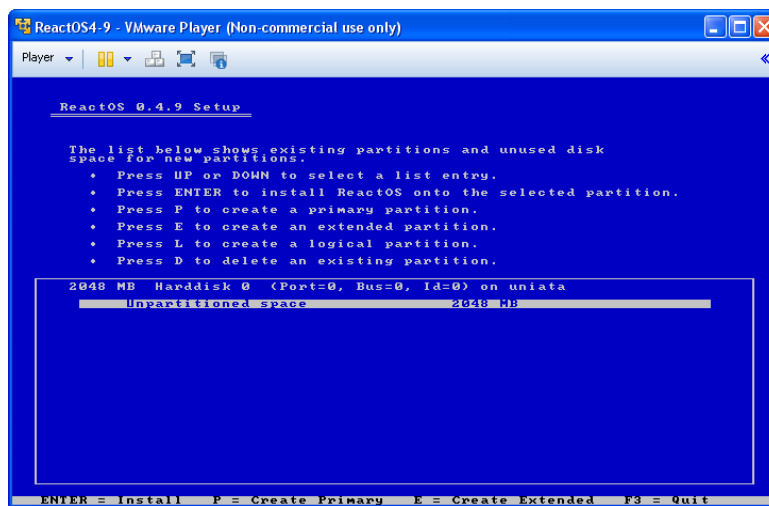 ReactOS4-9 - VMware Player (Non-commercial use only)
Player
ReactOS 0.4.9 Setup
The list below shows existing partitions and unused disk
space for new partitions.
Press UP or DOWN to select a list entry.
Press ENTER to install ReactOS onto the selected partition.
Press P to create a primary partition.
Press E to create an extended partition.
Press L to create a logical partition.
Press D to delete an existing partition.
2048 MB Harddisk 0 (Port=0, Bus=0, Id=0) on uniata
Unpartitioned space 2048 MB
ENTER = Install P = Create Primary E = Create Extended F3 = Quit